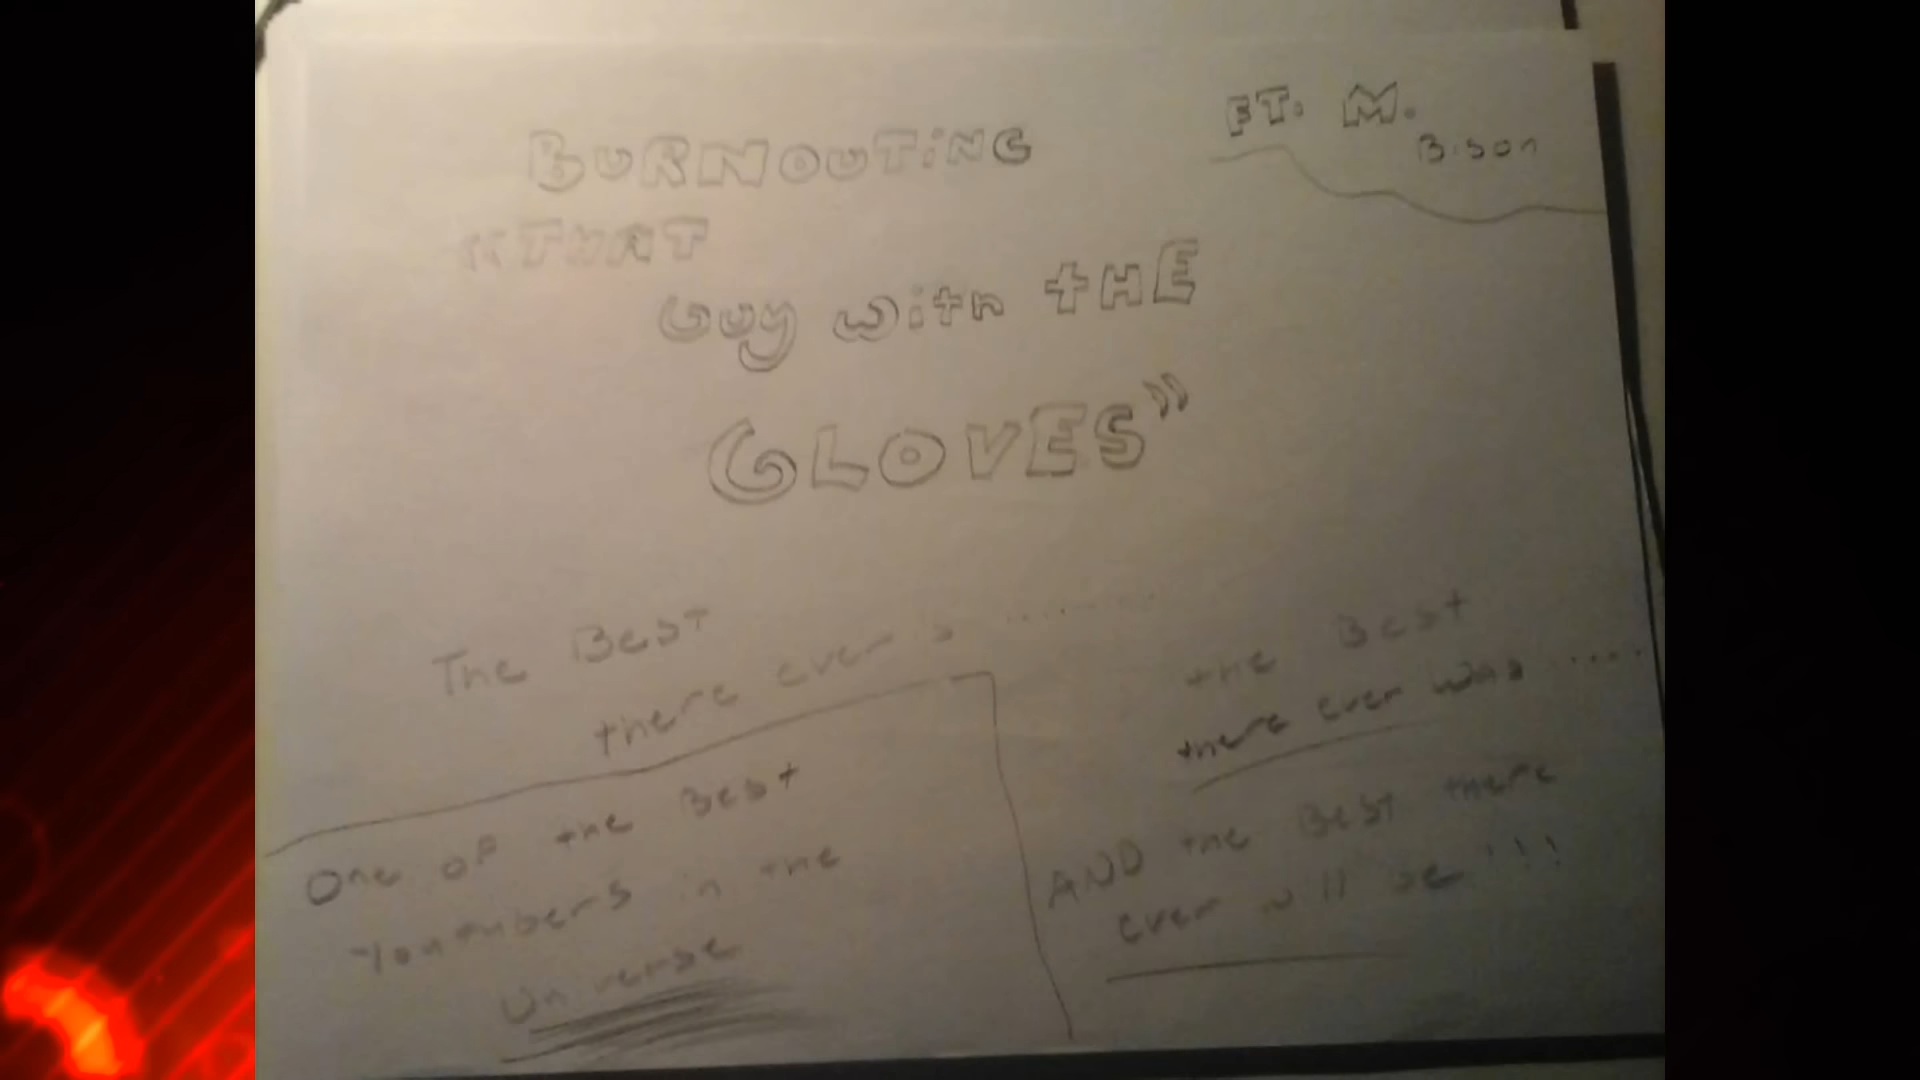 BURNOUTiNG
"THAT
Guy with tHE
GLOVES"
FT. M.
Bison
The Best
there ever is ..........
the Best
there ever was .....
AND the Best there
ever will be!!!
One of the Best
Youtubers in the
Universe